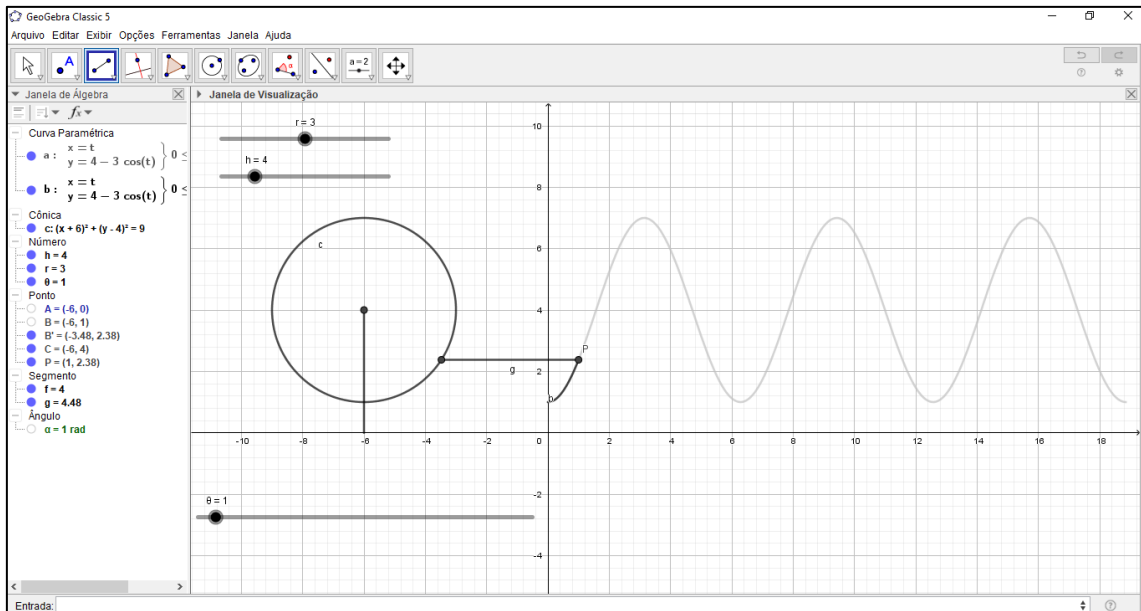 GeoGebra Classic 5
Arquivo Editar Exibir Opções Ferramentas Janela Ajuda
A
α
a = 2
Janela de Álgebra
Janela de Visualização
fx
Curva Paramétrica
a : x = t
y = 4 − 3 cos(t) } 0 ≤
b : x = t
y = 4 − 3 cos(t) } 0 ≤
Cônica
c: (x + 6)² + (y - 4)² = 9
Número
h = 4
r = 3
θ = 1
Ponto
A = (-6, 0)
B = (-6, 1)
B' = (-3.48, 2.38)
C = (-6, 4)
P = (1, 2.38)
Segmento
f = 4
g = 4.48
Ângulo
α = 1 rad
r = 3
h = 4
c
g
P
θ = 1
10
8
6
4
2
0
-2
-4
-10 -8 -6 -4 -2 2 4 6 8 10 12 14 16 18
Entrada: